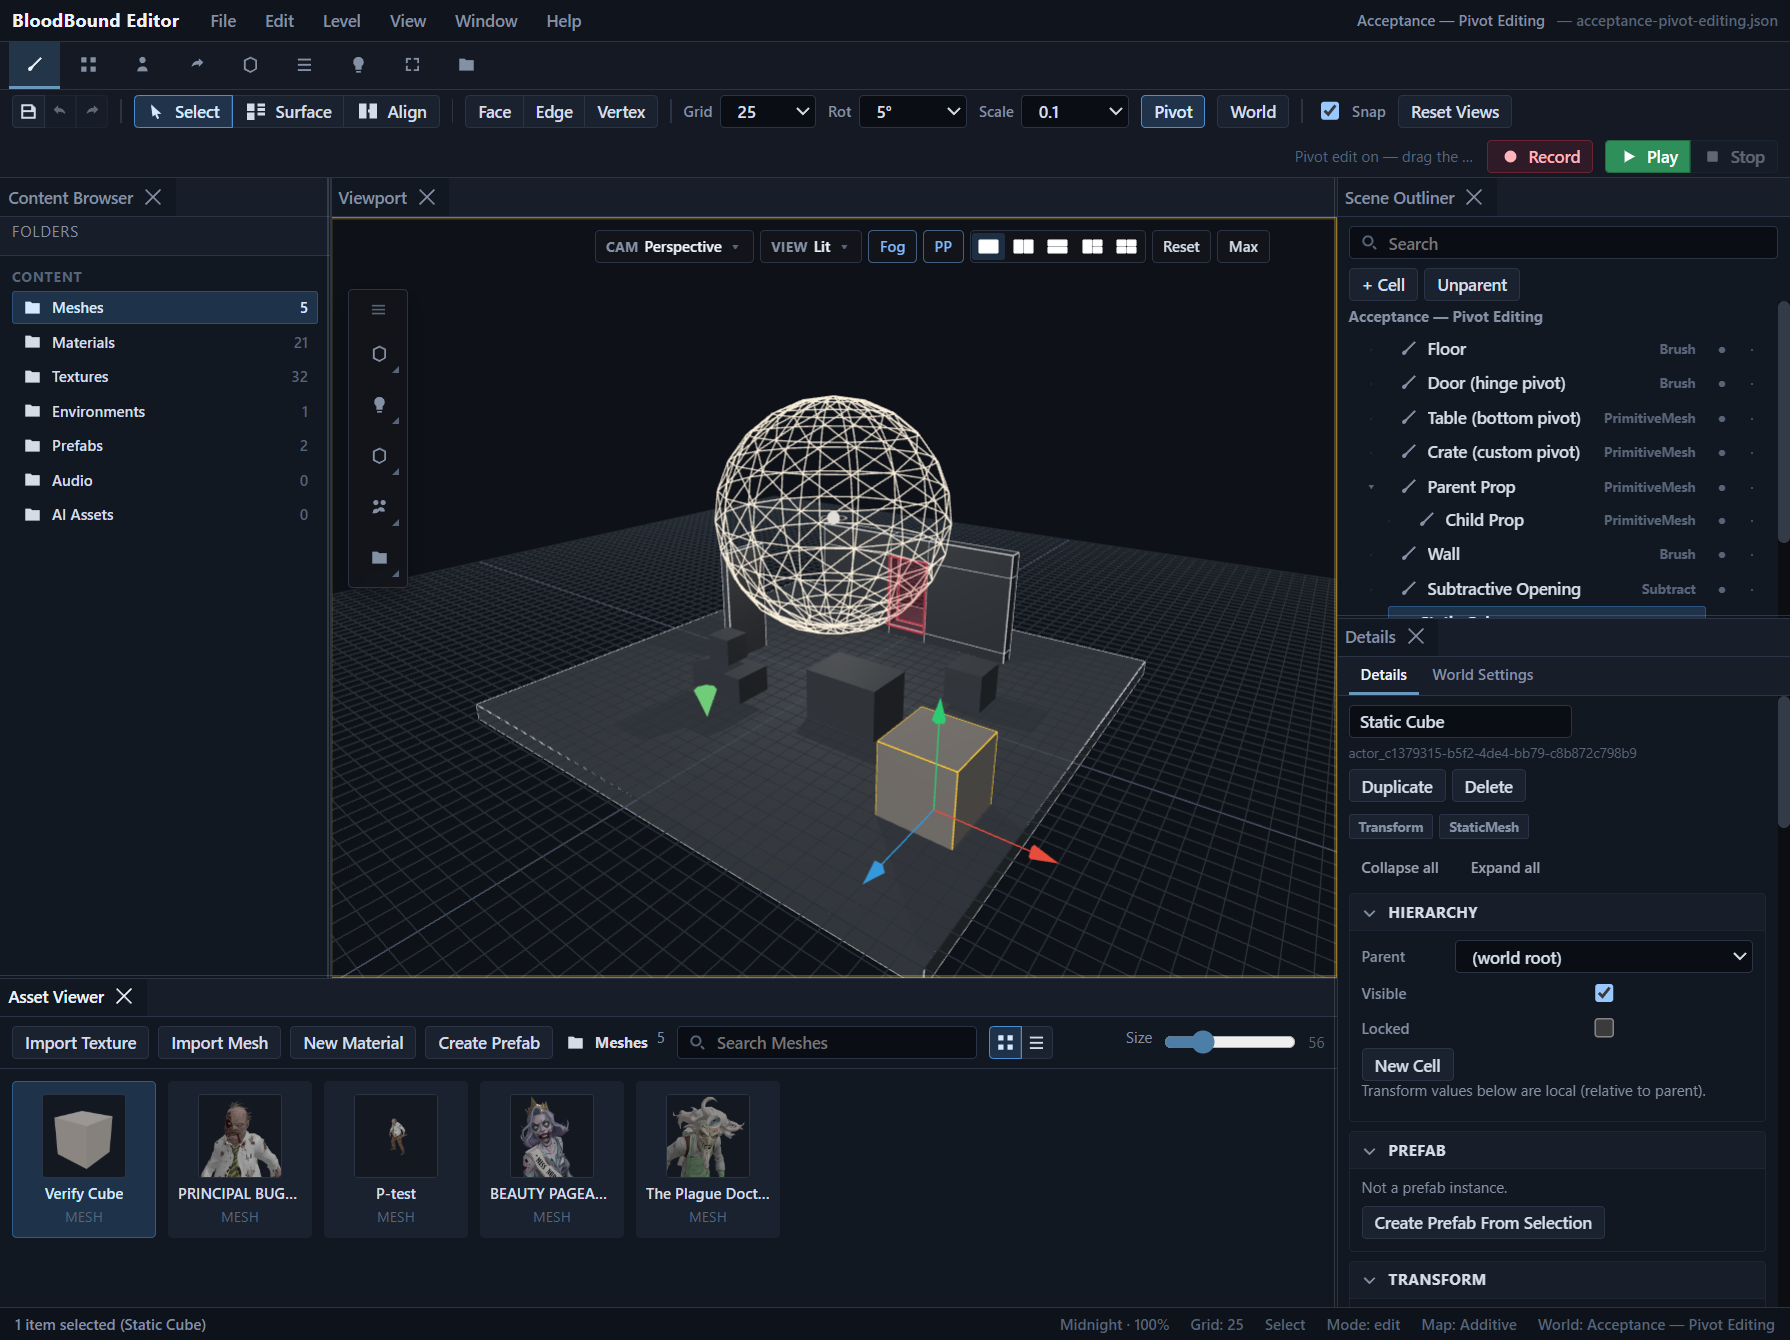 BloodBound Editor File Edit Level View Window Help Acceptance — Pivot Editing — acceptance-pivot-editing.json
Select Surface Align Face Edge Vertex Grid 25 Rot 5° Scale 0.1 Pivot World Snap Reset Views
Pivot edit on — drag the ... Record Play Stop
Content Browser
FOLDERS
CONTENT
Meshes 5
Materials 21
Textures 32
Environments 1
Prefabs 2
Audio 0
AI Assets 0
Viewport
CAM Perspective VIEW Lit Fog PP Reset Max
Scene Outliner
Search
+ Cell Unparent
Acceptance — Pivot Editing
Floor Brush
Door (hinge pivot) Brush
Table (bottom pivot) PrimitiveMesh
Crate (custom pivot) PrimitiveMesh
Parent Prop PrimitiveMesh
Child Prop PrimitiveMesh
Wall Brush
Subtractive Opening Subtract
Details
Details World Settings
Static Cube
actor_c1379315-b5f2-4de4-bb79-c8b872c798b9
Duplicate Delete
Transform StaticMesh
Collapse all Expand all
HIERARCHY
Parent (world root)
Visible
Locked
New Cell
Transform values below are local (relative to parent).
PREFAB
Not a prefab instance.
Create Prefab From Selection
TRANSFORM
Asset Viewer
Import Texture Import Mesh New Material Create Prefab Meshes 5 Search Meshes Size 56
Verify Cube
MESH
PRINCIPAL BUG...
MESH
P-test
MESH
BEAUTY PAGEA...
MESH
The Plague Doct...
MESH
1 item selected (Static Cube) Midnight · 100% Grid: 25 Select Mode: edit Map: Additive World: Acceptance — Pivot Editing